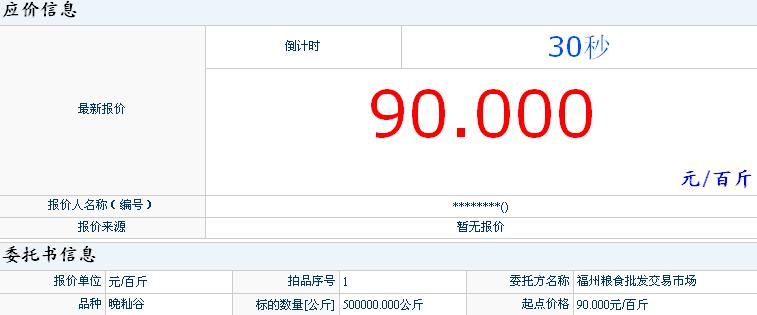 应价信息
倒计时 30秒
最新报价 90.000
元/百斤
报价人名称（编号） ********()
报价来源 暂无报价
委托书信息
报价单位 元/百斤 拍品序号 1 委托方名称 福州粮食批发交易市场
品种 晚籼谷 标的数量[公斤] 500000.000公斤 起点价格 90.000元/百斤